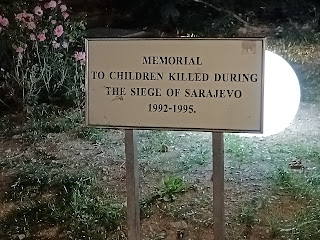 MEMORIAL
TO CHILDREN KILLED DURING
THE SIEGE OF SARAJEVO
1992-1995.